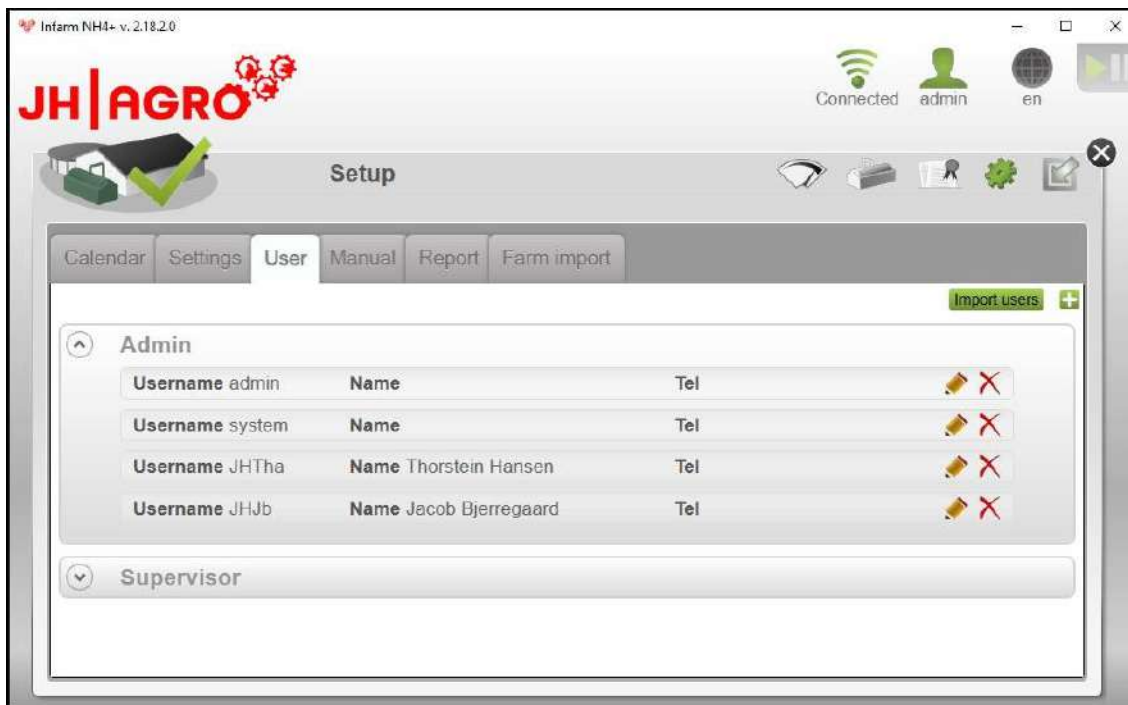 Infarm NH4+ v. 2.18.2.0
JH|AGRO
Connected admin en
Setup
Calendar Settings User Manual Report Farm import
Import users
Admin
Username admin Name Tel
Username system Name Tel
Username JHTha Name Thorstein Hansen Tel
Username JHJb Name Jacob Bjerregaard Tel
Supervisor